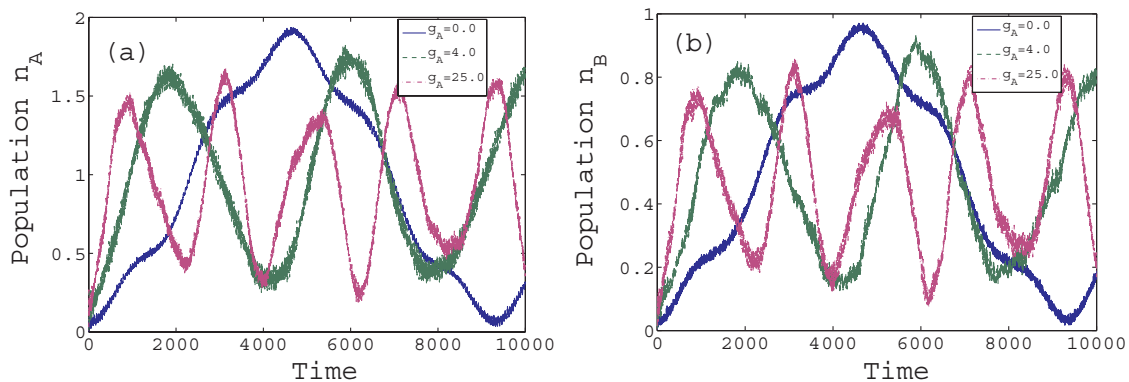 (a)
g_A=0.0
g_A=4.0
g_A=25.0
Population n_A
2
1.5
1
0.5
0
0 2000 4000 6000 8000 10000
Time
(b)
g_A=0.0
g_A=4.0
g_A=25.0
Population n_B
1
0.8
0.6
0.4
0.2
0
0 2000 4000 6000 8000 10000
Time